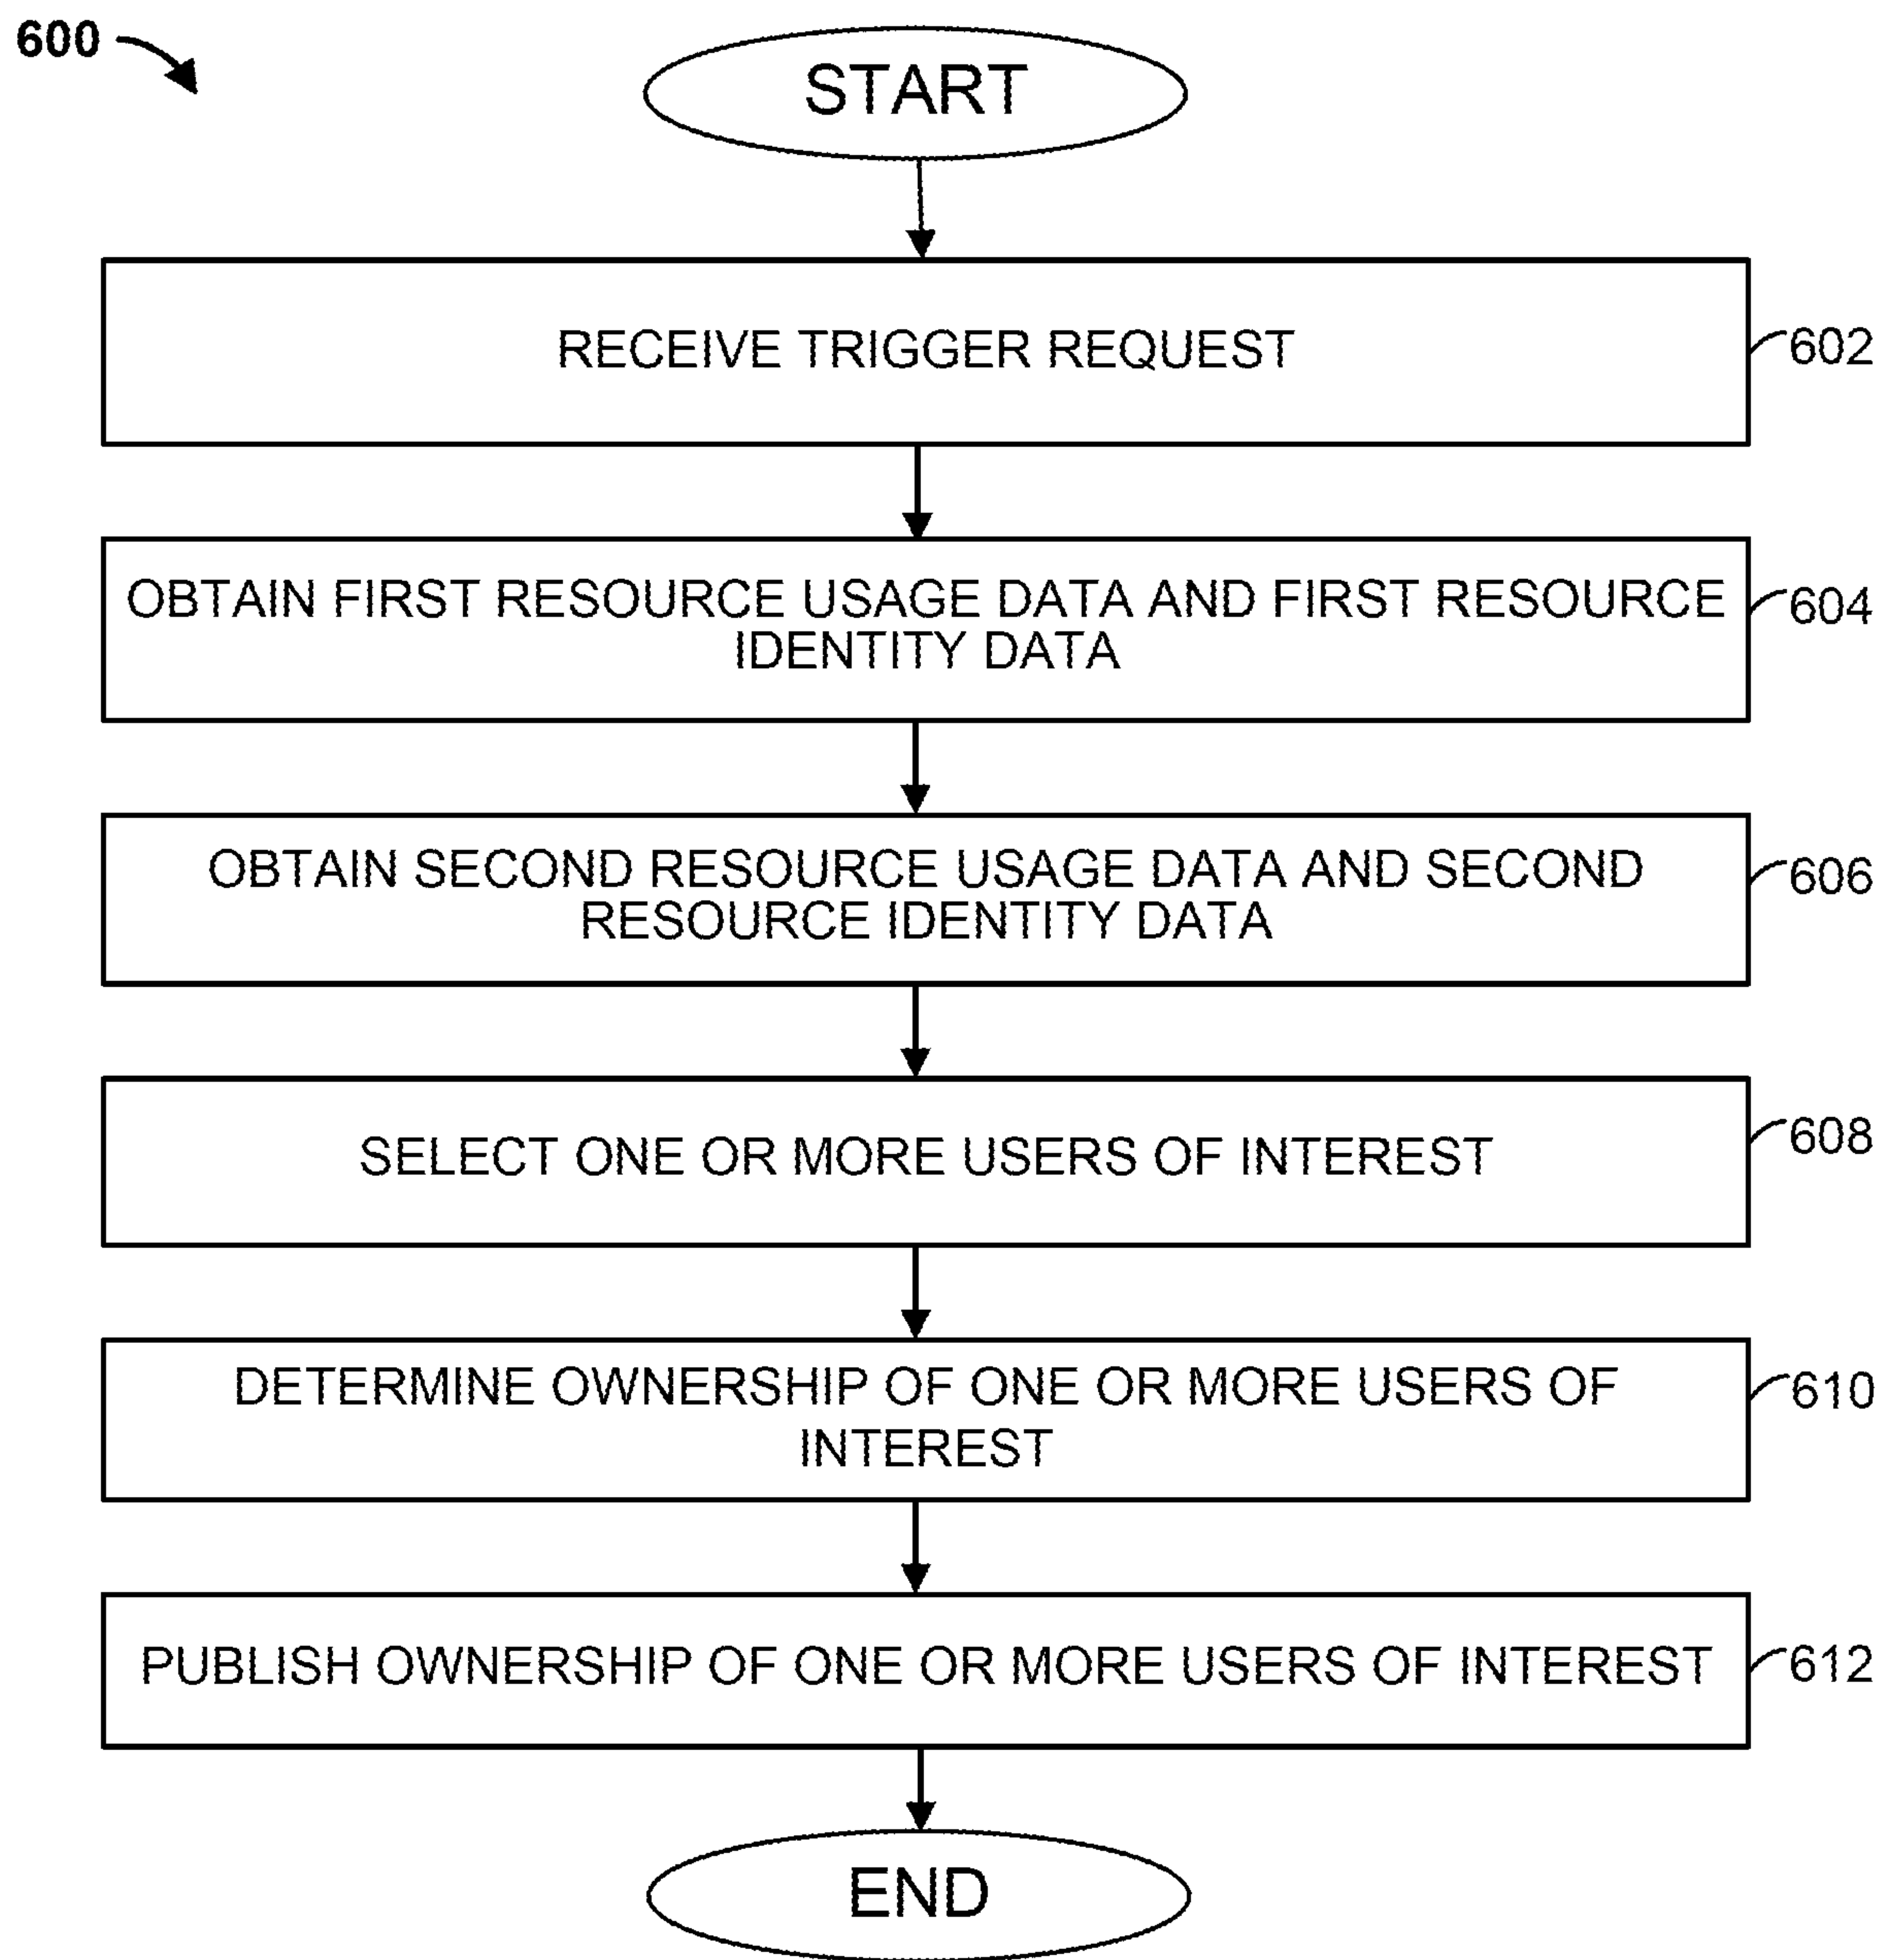 600
START
RECEIVE TRIGGER REQUEST
602
OBTAIN FIRST RESOURCE USAGE DATA AND FIRST RESOURCE
IDENTITY DATA
604
OBTAIN SECOND RESOURCE USAGE DATA AND SECOND
RESOURCE IDENTITY DATA
606
SELECT ONE OR MORE USERS OF INTEREST
608
DETERMINE OWNERSHIP OF ONE OR MORE USERS OF
INTEREST
610
PUBLISH OWNERSHIP OF ONE OR MORE USERS OF INTEREST
612
END